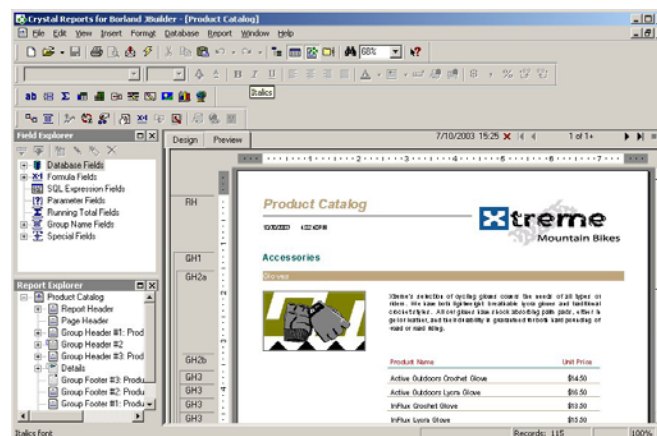 Crystal Reports for Borland JBuilder - [Product Catalog]
File Edit View Insert Format Database Report Window Help
68%
Italics
Field Explorer
Design Preview 7/10/2003 15:25 1 of 1+
Database Fields
Formula Fields
SQL Expression Fields
Parameter Fields
Running Total Fields
Group Name Fields
Special Fields
RH
Product Catalog
Xtreme
Mountain Bikes
GH1
Accessories
GH2a
Gloves
Report Explorer
Product Catalog
Report Header
Page Header
Group Header #1: Prod
Group Header #2
Group Header #3: Prod
Details
Group Footer #3: Produ
Group Footer #2: Produ
Group Footer #1: Produ
GH2b
Product Name Unit Price
GH3
Active Outdoors Crochet Glove $14.50
GH3
Active Outdoors Lycra Glove $16.50
GH3
InFlux Crochet Glove $13.50
GH3
InFlux Lycra Glove $15.50
Italics font
Records: 115 100%